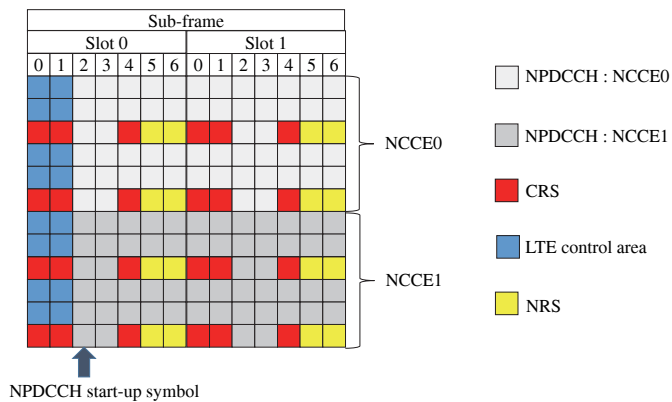 Sub-frame
Slot 0 Slot 1
0 1 2 3 4 5 6 0 1 2 3 4 5 6
NCCE0
NCCE1
NPDCCH start-up symbol
NPDCCH : NCCE0
NPDCCH : NCCE1
CRS
LTE control area
NRS